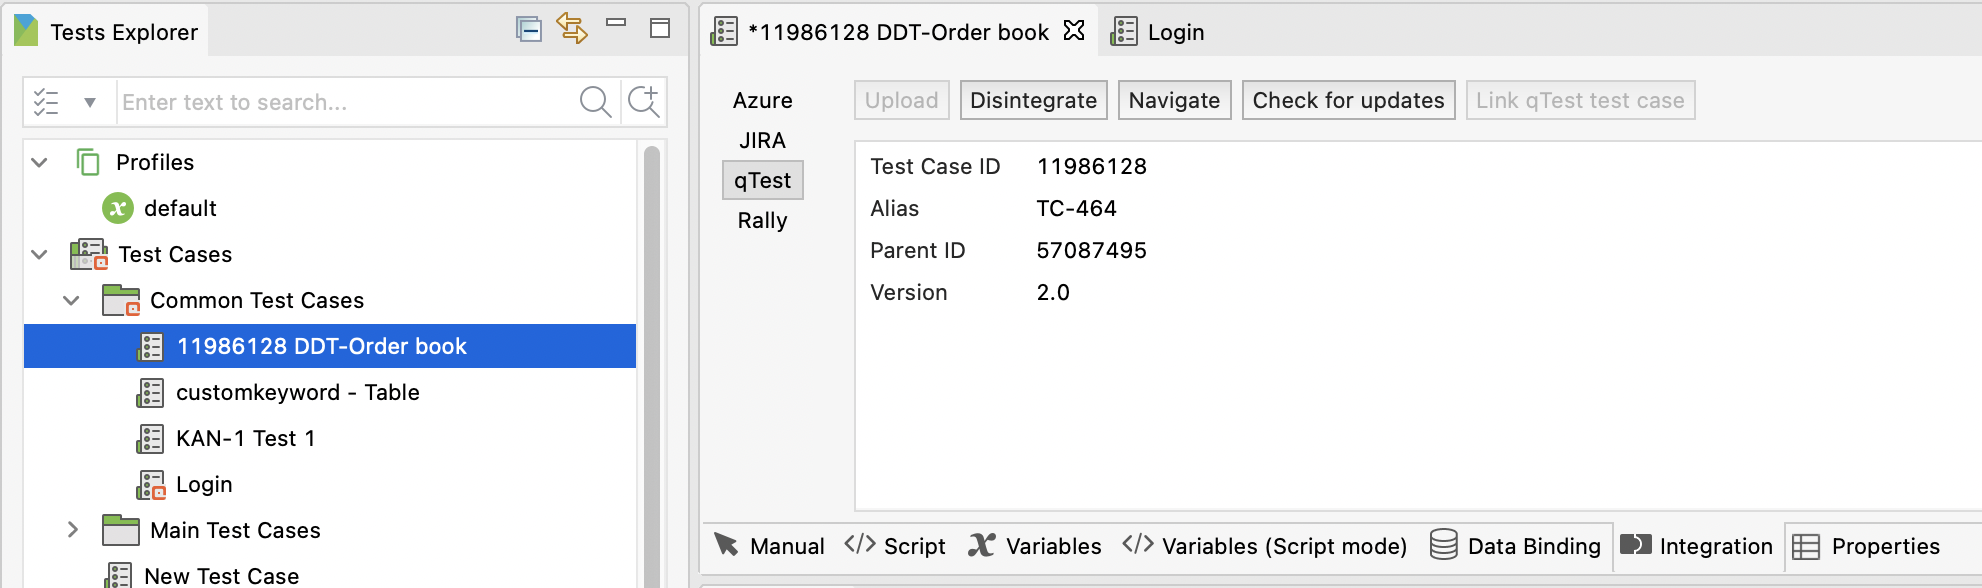 Tests Explorer
Enter text to search...
Profiles
default
Test Cases
Common Test Cases
11986128 DDT-Order book
customkeyword - Table
KAN-1 Test 1
Login
Main Test Cases
New Test Case
*11986128 DDT-Order book
Login
Azure
JIRA
qTest
Rally
Upload
Disintegrate
Navigate
Check for updates
Link qTest test case
Test Case ID 11986128
Alias TC-464
Parent ID 57087495
Version 2.0
Manual
Script
Variables
Variables (Script mode)
Data Binding
Integration
Properties